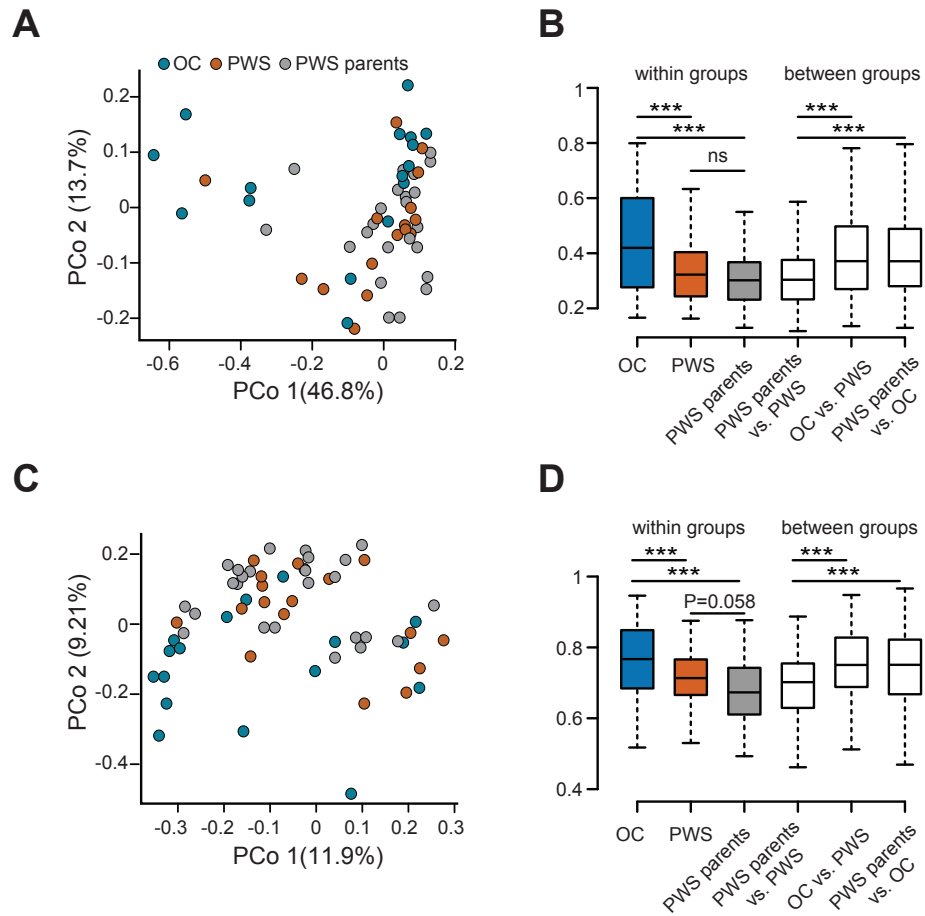 A
OC PWS PWS parents
PCo 2 (13.7%)
0.2
0.1
0
-0.1
-0.2
-0.6 -0.4 -0.2 0 0.2
PCo 1(46.8%)
B
within groups between groups
*** ***
*** ***
ns
1
0.8
0.6
0.4
0.2
OC
PWS
PWS parents
PWS parents
vs. PWS
OC vs. PWS
PWS parents
vs. OC
C
PCo 2 (9.21%)
0.2
0
-0.2
-0.4
-0.3 -0.2 -0.1 0 0.1 0.2 0.3
PCo 1(11.9%)
D
within groups between groups
*** ***
*** ***
P=0.058
1
0.8
0.6
0.4
OC
PWS
PWS parents
PWS parents
vs. PWS
OC vs. PWS
PWS parents
vs. OC